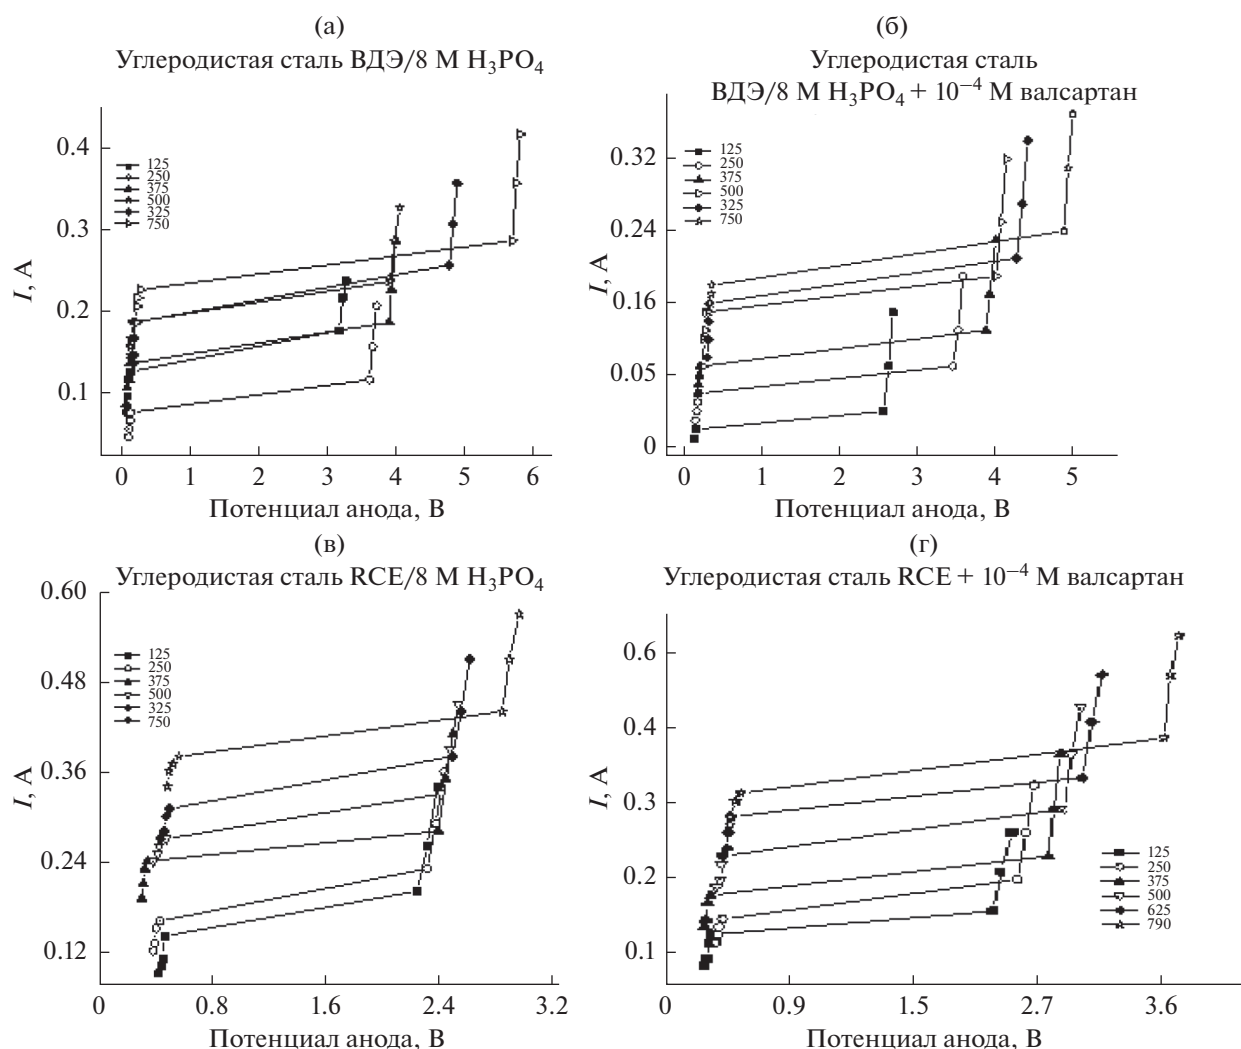 (а)
Углеродистая сталь ВДЭ/8 М H₃PO₄
0.4
0.3
0.2
0.1
I, А
125
250
375
500
325
750
0 1 1 2 3 4 5 6
Потенциал анода, В
(б)
Углеродистая сталь
ВДЭ/8 М H₃PO₄ + 10⁻⁴ М валсартан
0.32
0.24
0.16
0.05
0
I, А
125
250
375
500
325
750
0 1 2 3 4 5
Потенциал анода, В
(в)
Углеродистая сталь RCE/8 М H₃PO₄
0.60
0.48
0.36
0.24
0.12
I, А
125
250
375
500
325
750
0 0.8 1.6 2.4 3.2
Потенциал анода, В
(г)
Углеродистая сталь RCE + 10⁻⁴ М валсартан
0.6
0.4
0.3
0.2
0.1
I, А
125
250
375
500
625
790
0 0.9 1.5 2.7 3.6
Потенциал анода, В